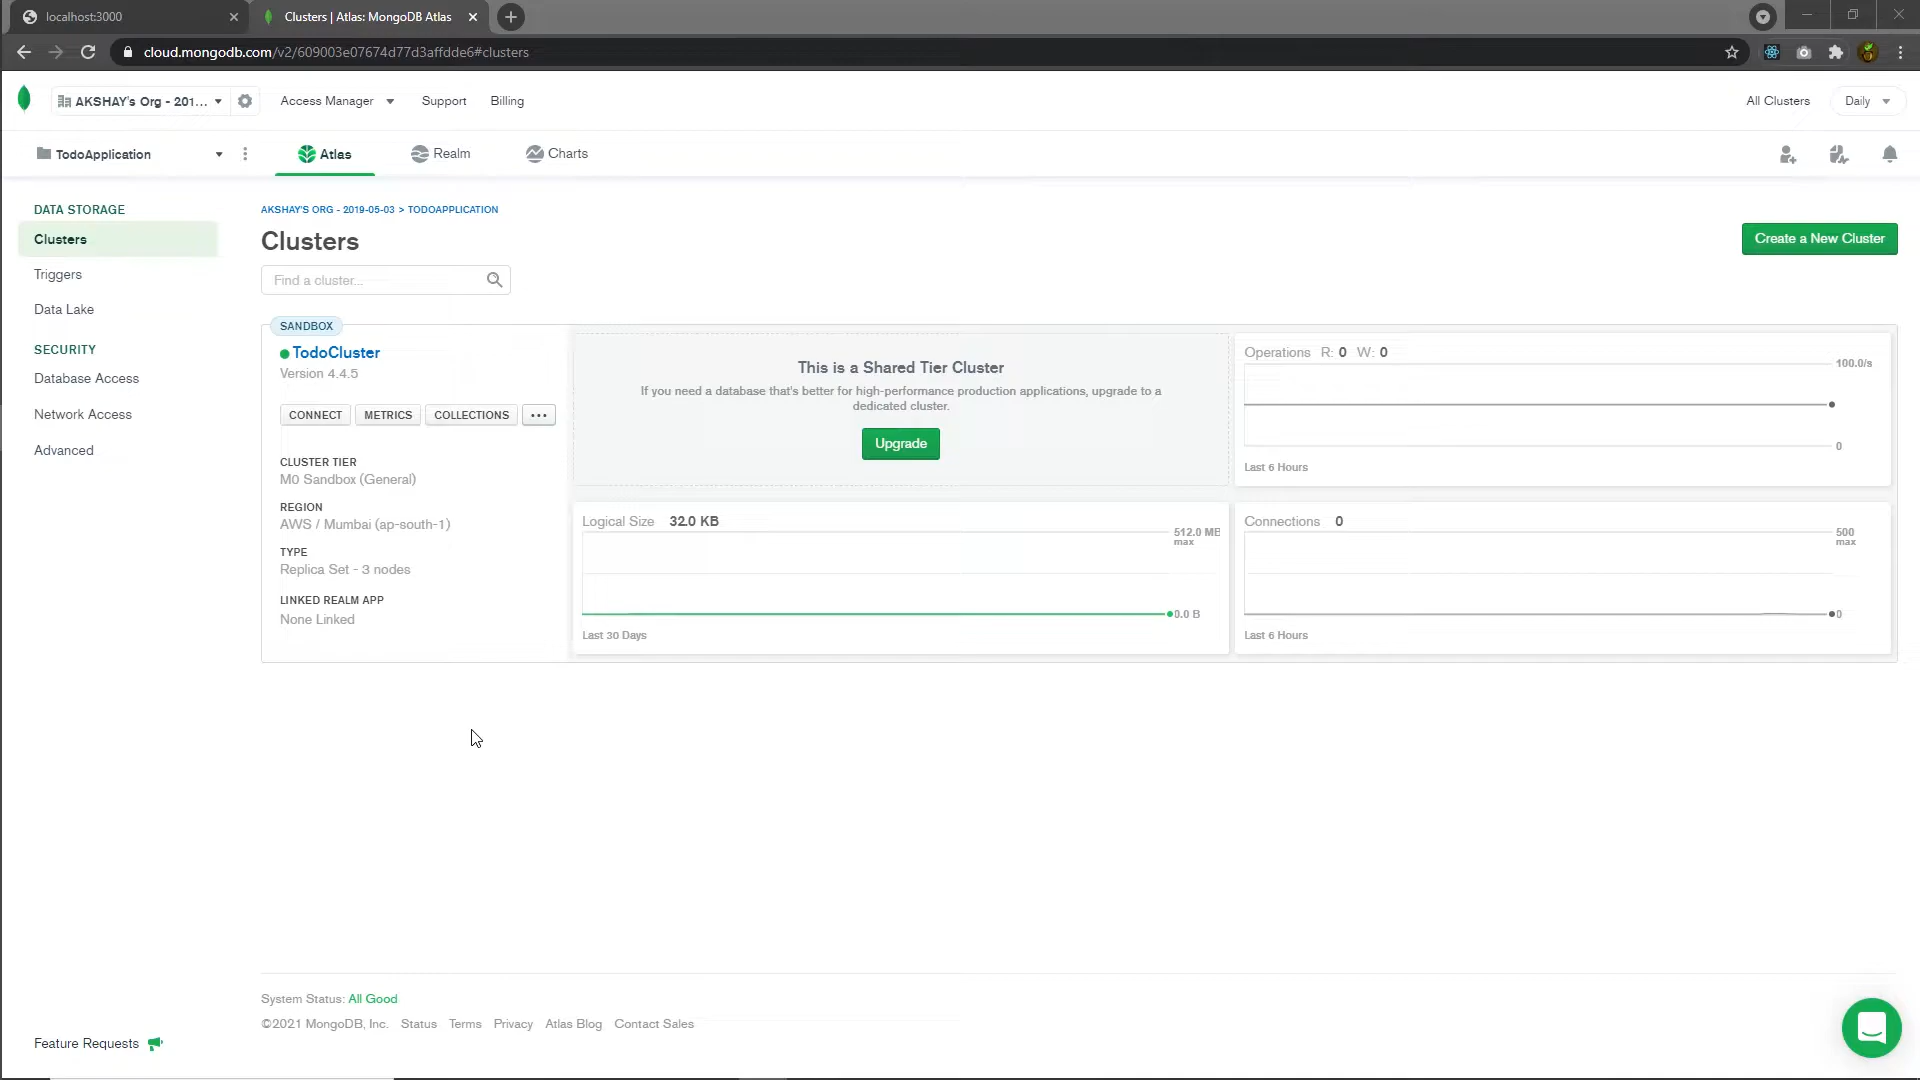 localhost:3000
Clusters | Atlas: MongoDB Atlas
cloud.mongodb.com/v2/609003e07674d77d3affdde6#clusters
AKSHAY's Org - 201...
Access Manager
Support
Billing
All Clusters
Daily
TodoApplication
Atlas
Realm
Charts
DATA STORAGE
Clusters
Triggers
Data Lake
SECURITY
Database Access
Network Access
Advanced
AKSHAY'S ORG - 2019-05-03 > TODOAPPLICATION
Clusters
Create a New Cluster
Find a cluster...
SANDBOX
TodoCluster
Version 4.4.5
CONNECT
METRICS
COLLECTIONS
...
CLUSTER TIER
M0 Sandbox (General)
REGION
AWS / Mumbai (ap-south-1)
TYPE
Replica Set - 3 nodes
LINKED REALM APP
None Linked
This is a Shared Tier Cluster
If you need a database that's better for high-performance production applications, upgrade to a
dedicated cluster.
Upgrade
Operations R: 0 W: 0
100.0/s
0
Last 6 Hours
Logical Size 32.0 KB
512.0 MB
max
0.0 B
Last 30 Days
Connections 0
500
max
0
Last 6 Hours
System Status: All Good
©2021 MongoDB, Inc. Status Terms Privacy Atlas Blog Contact Sales
Feature Requests